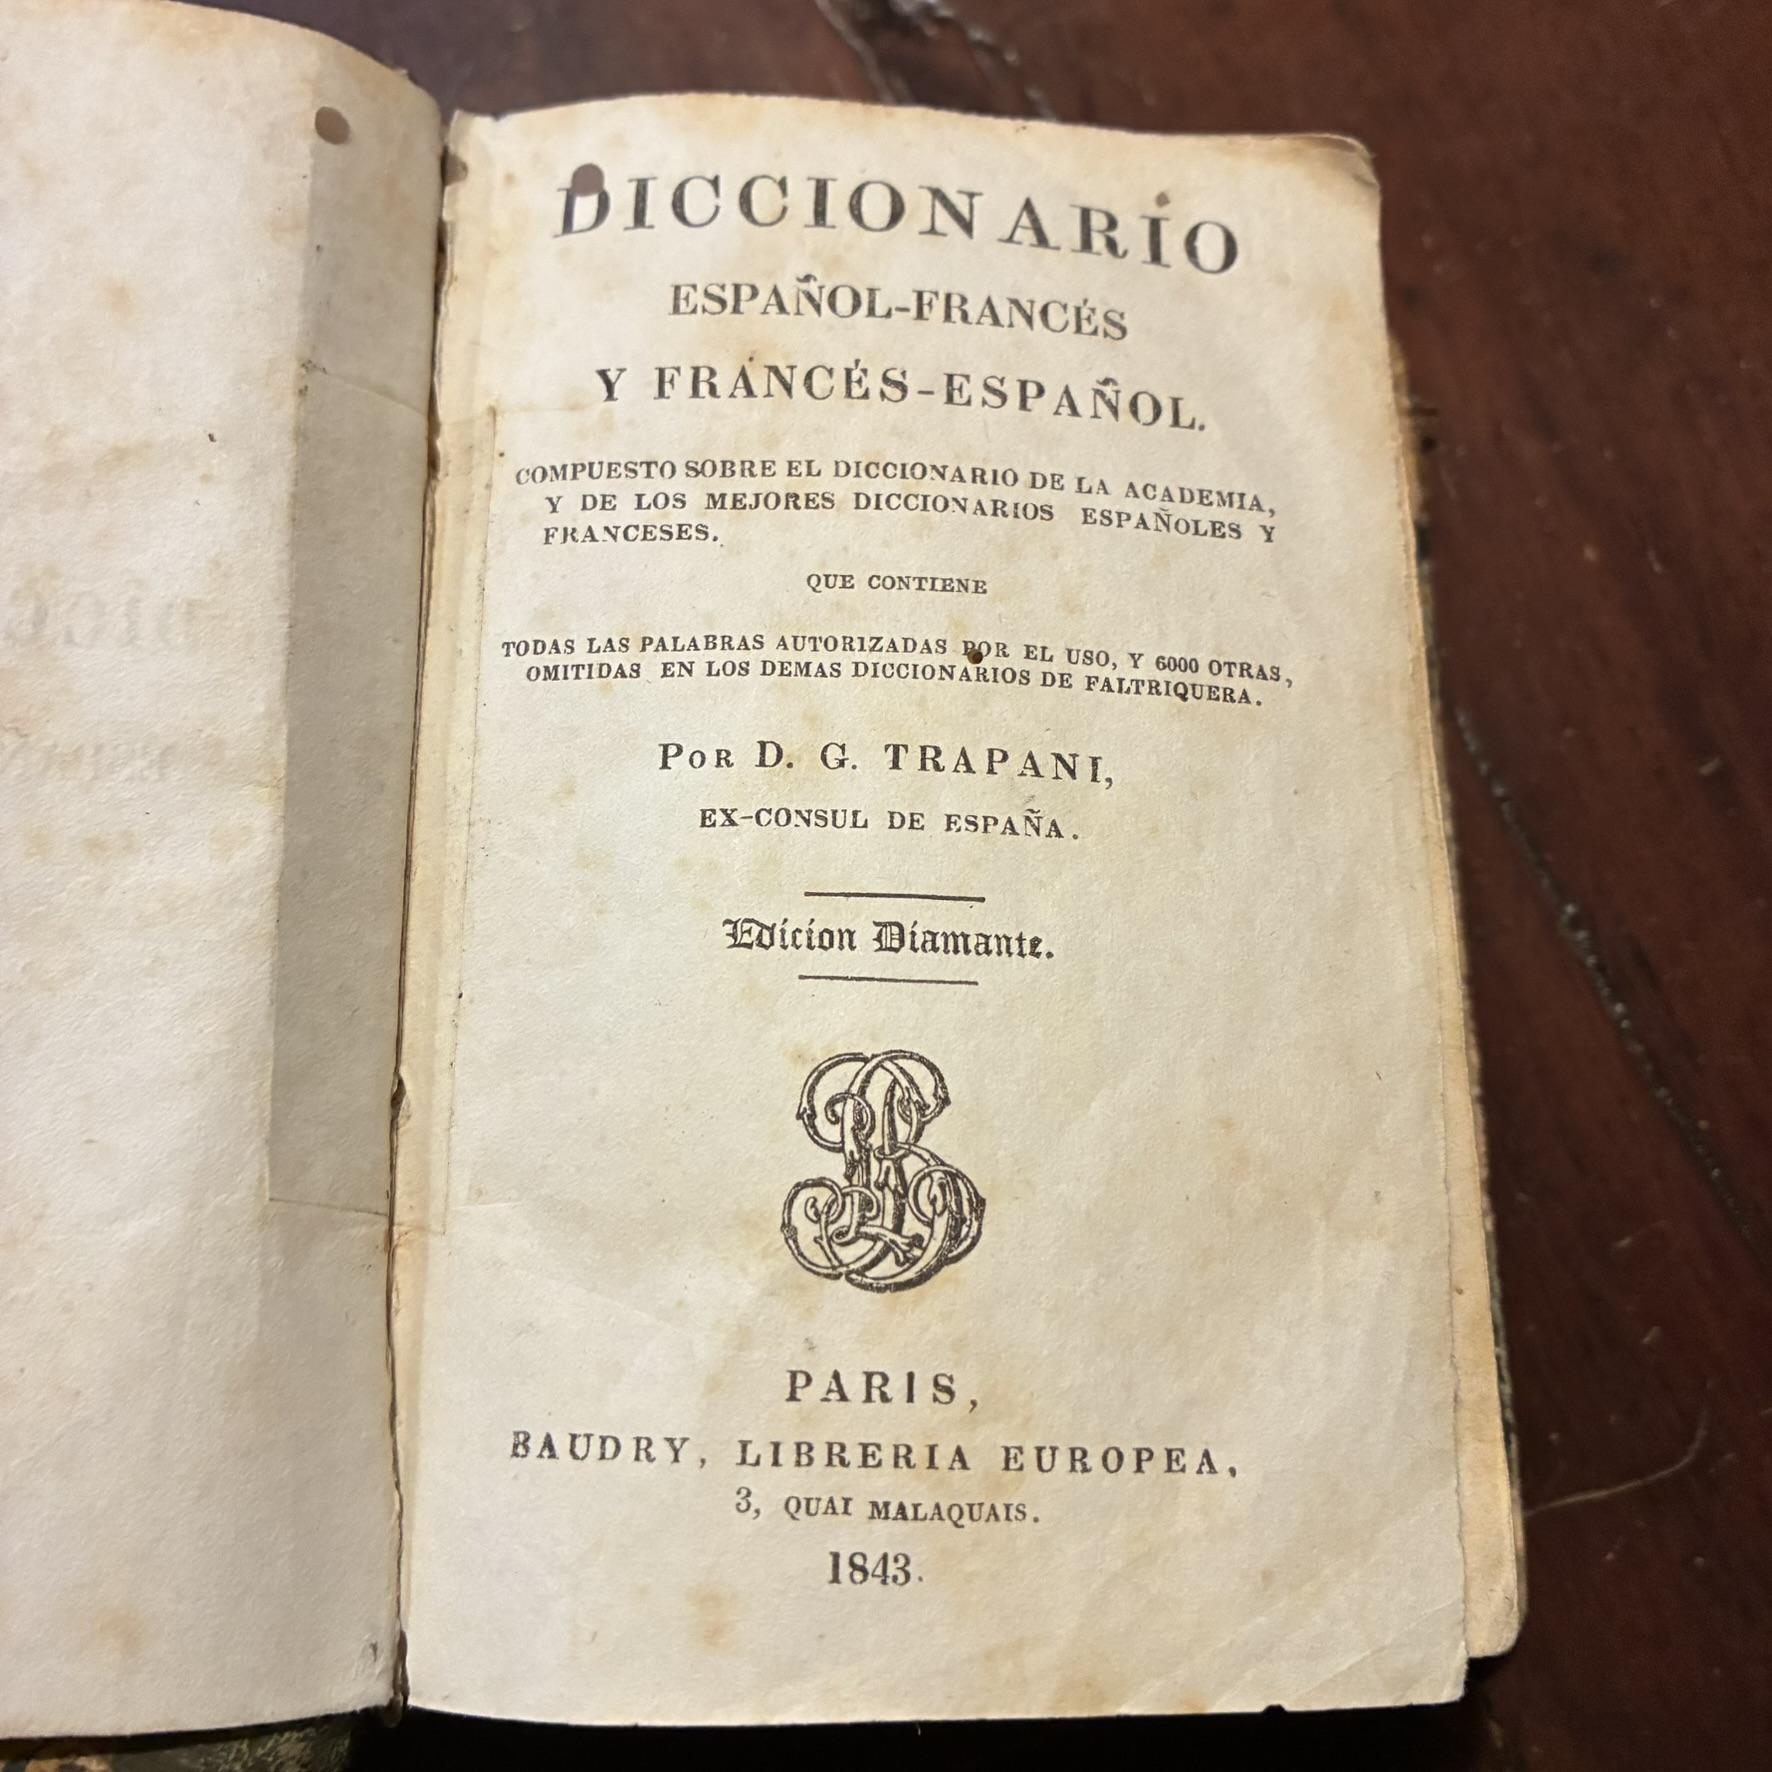 DICCIONARIO
ESPAÑOL-FRANCÉS
Y FRANCÉS-ESPAÑOL.
COMPUESTO SOBRE EL DICCIONARIO DE LA ACADEMIA,
Y DE LOS MEJORES DICCIONARIOS ESPAÑOLES Y
FRANCESES.
QUE CONTIENE
TODAS LAS PALABRAS AUTORIZADAS POR EL USO, Y 6000 OTRAS,
OMITIDAS EN LOS DEMAS DICCIONARIOS DE FALTRIQUERA.
POR D. G. TRAPANI,
EX-CONSUL DE ESPAÑA.
Edicion Diamante.
PARIS,
BAUDRY, LIBRERIA EUROPEA,
3, QUAI MALAQUAIS.
1843.